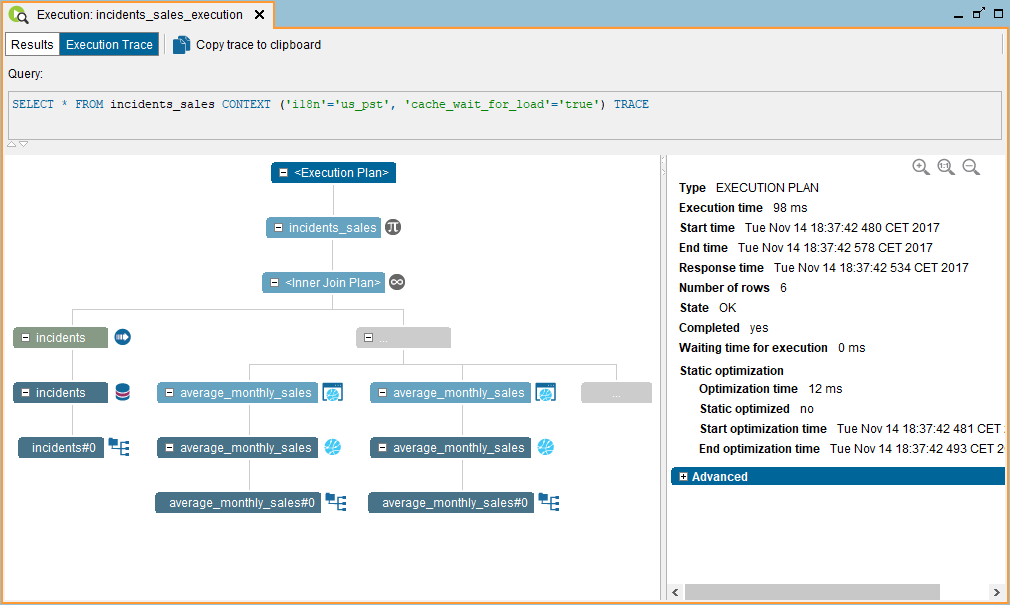 Execution: incidents_sales_execution
Results Execution Trace Copy trace to clipboard
Query:
SELECT * FROM incidents_sales CONTEXT ('i18n'='us_pst', 'cache_wait_for_load'='true') TRACE
<Execution Plan>
incidents_sales π
<Inner Join Plan> ∞
incidents
...
incidents
average_monthly_sales
average_monthly_sales
...
average_monthly_sales
average_monthly_sales
incidents#0
average_monthly_sales#0
average_monthly_sales#0
1:1
Type EXECUTION PLAN
Execution time 98 ms
Start time Tue Nov 14 18:37:42 480 CET 2017
End time Tue Nov 14 18:37:42 578 CET 2017
Response time Tue Nov 14 18:37:42 534 CET 2017
Number of rows 6
State OK
Completed yes
Waiting time for execution 0 ms
Static optimization
Optimization time 12 ms
Static optimized no
Start optimization time Tue Nov 14 18:37:42 481 CET
End optimization time Tue Nov 14 18:37:42 493 CET 2
Advanced